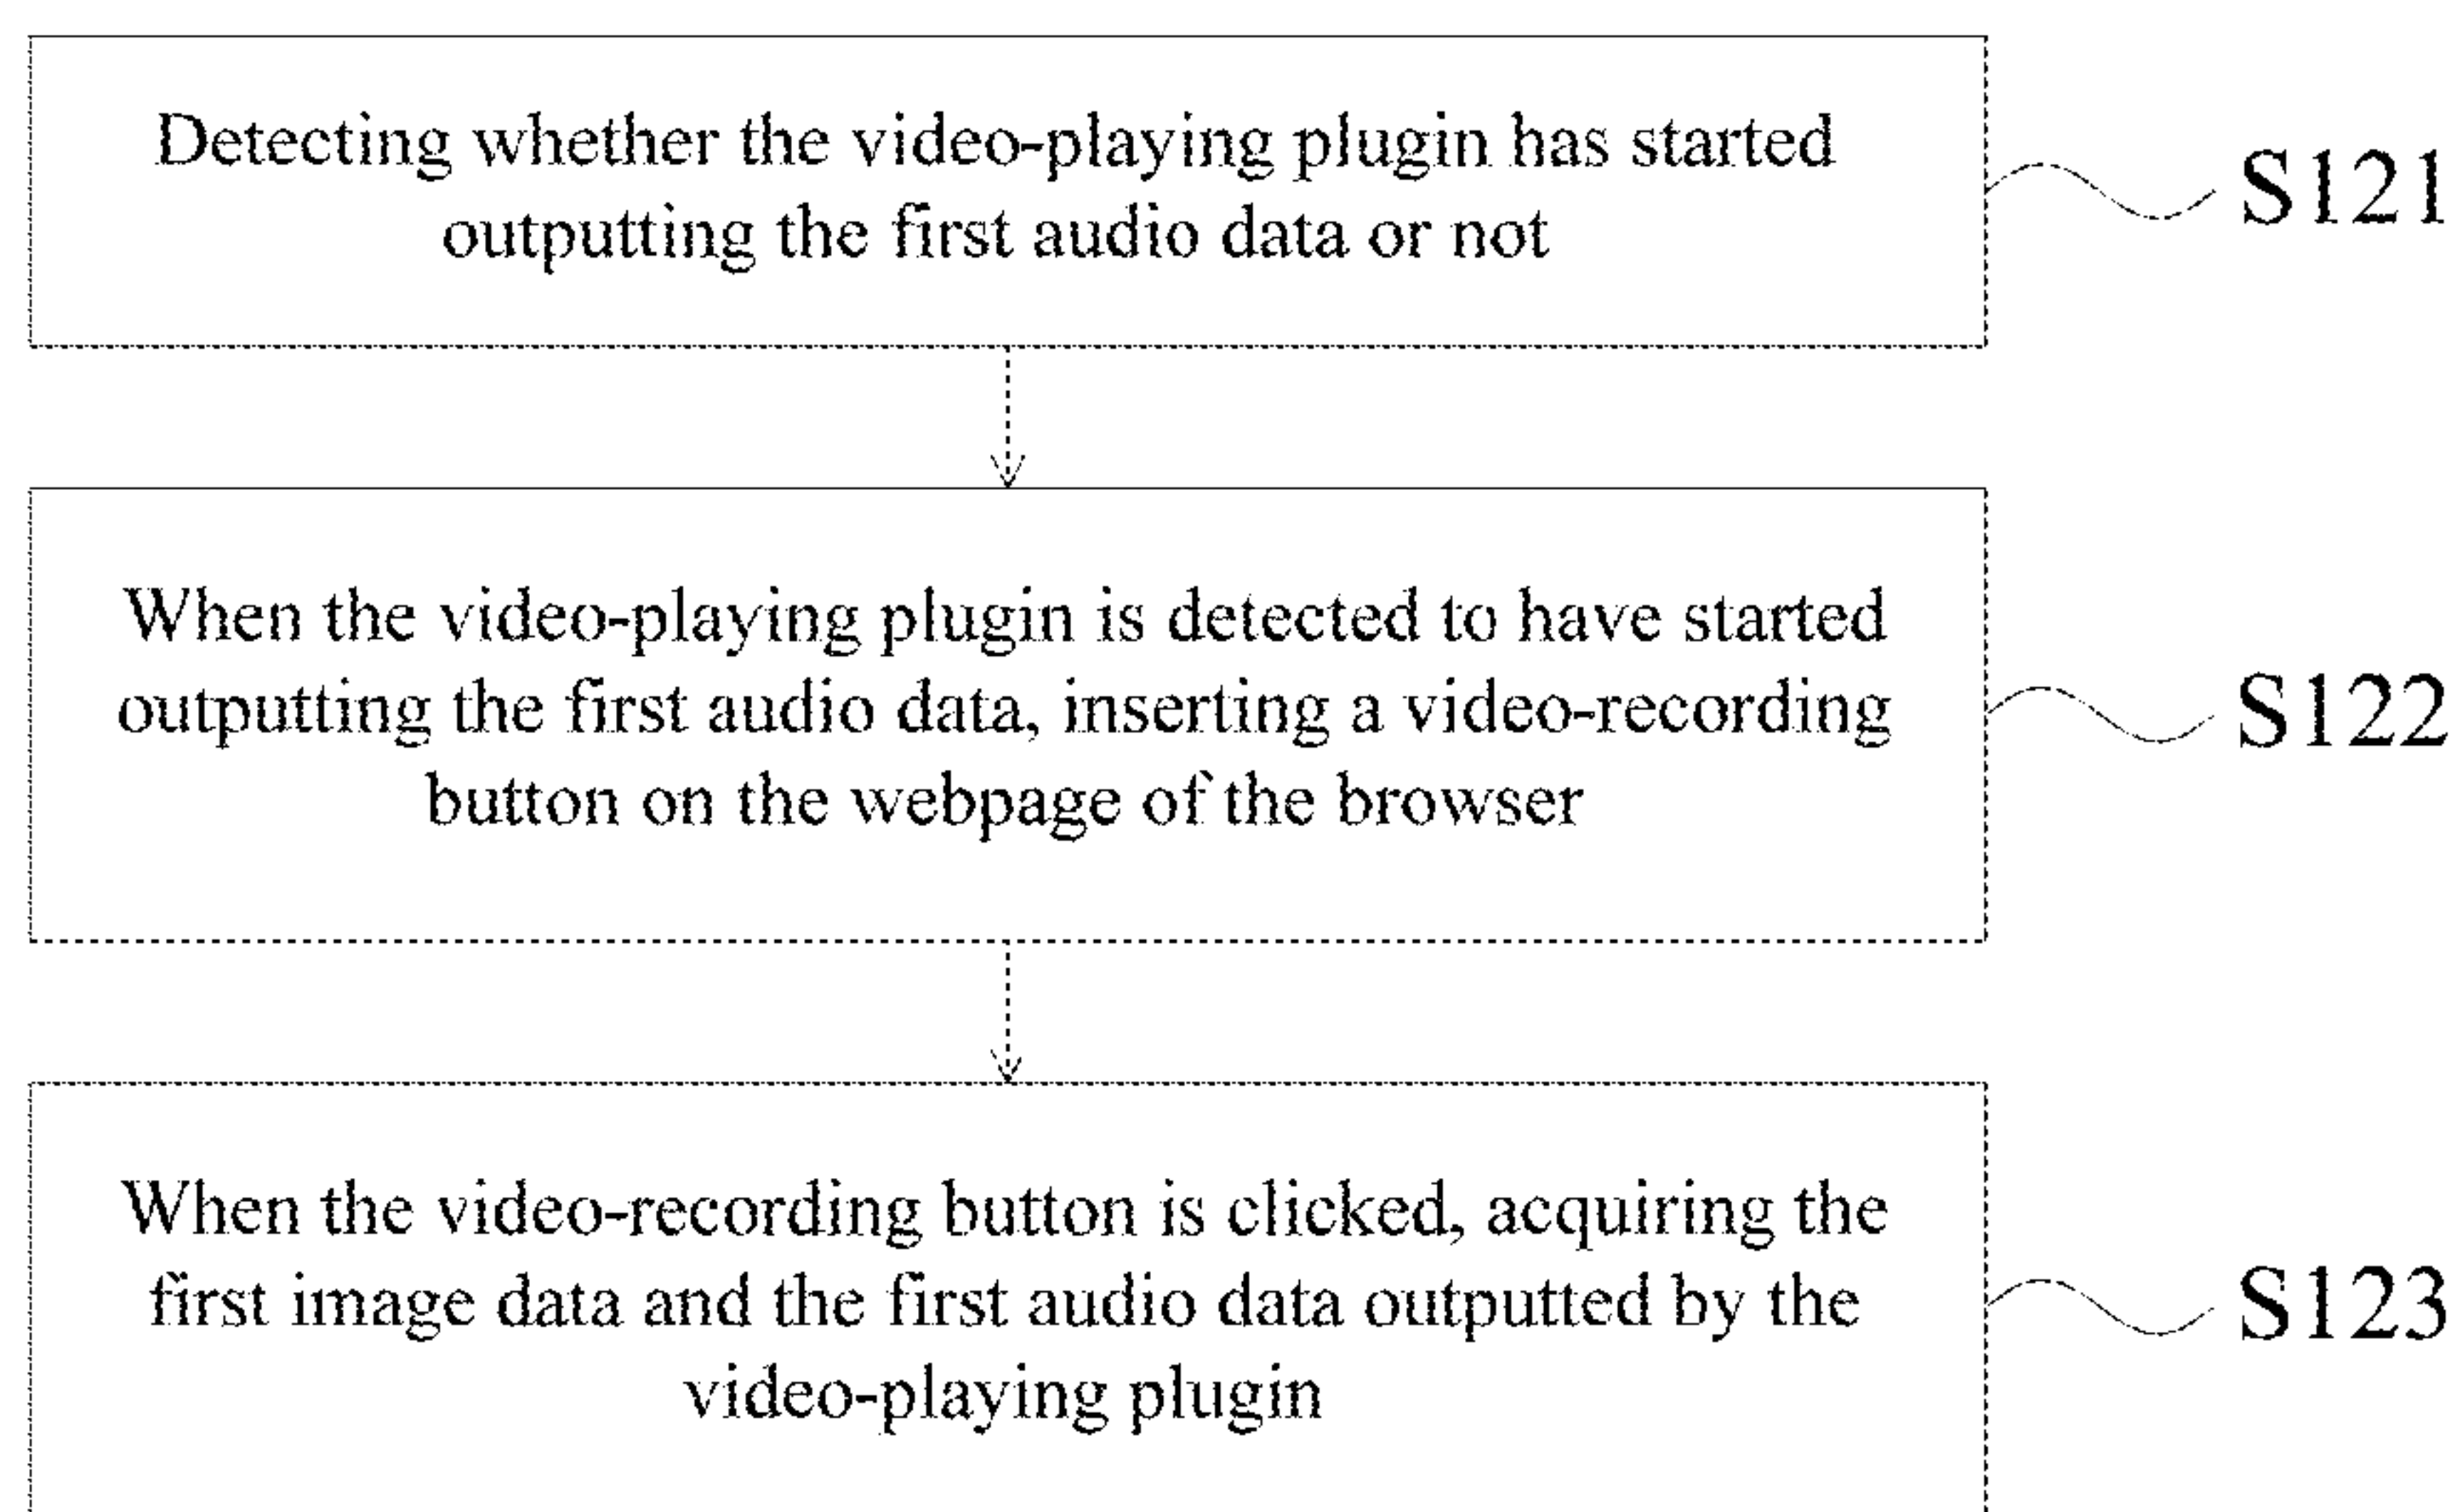 Detecting whether the video-playing plugin has started
outputting the first audio data or not
S121
When the video-playing plugin is detected to have started
outputting the first audio data, inserting a video-recording
button on the webpage of the browser
S122
When the video-recording button is clicked, acquiring the
first image data and the first audio data outputted by the
video-playing plugin
S123